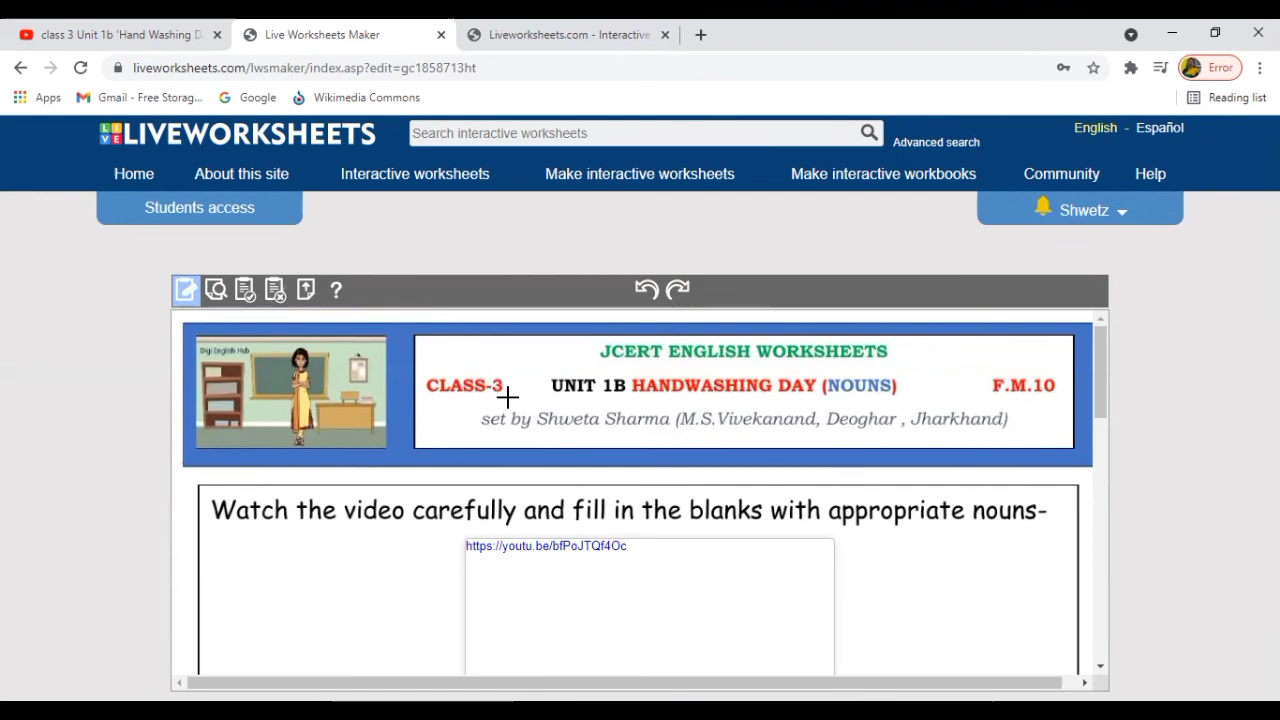 class 3 Unit 1b 'Hand Washing D
Live Worksheets Maker
Liveworksheets.com - Interactive
liveworksheets.com/lwsmaker/index.asp?edit=gc1858713ht
Error
Apps
Gmail - Free Storag...
Google
Wikimedia Commons
Reading list
LIVE LIVEWORKSHEETS
Search interactive worksheets
Advanced search
English - Español
Home
About this site
Interactive worksheets
Make interactive worksheets
Make interactive workbooks
Community
Help
Students access
Shwetz
?
Digi English Hub
JCERT ENGLISH WORKSHEETS
CLASS-3 UNIT 1B HANDWASHING DAY (NOUNS) F.M.10
set by Shweta Sharma (M.S.Vivekanand, Deoghar , Jharkhand)
Watch the video carefully and fill in the blanks with appropriate nouns-
https://youtu.be/bfPoJTQf4Oc